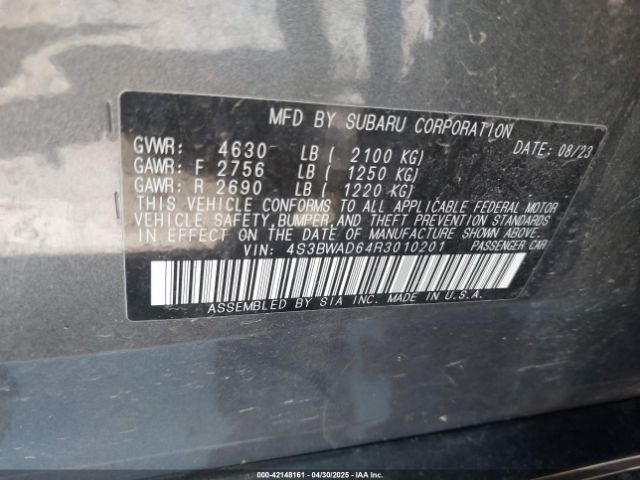 MFD BY SUBARU CORPORATION
GVWR: 4630 LB ( 2100 KG) DATE: 08/23
GAWR: F 2756 LB ( 1250 KG)
GAWR: R 2690 LB ( 1220 KG)
THIS VEHICLE CONFORMS TO ALL APPLICABLE FEDERAL MOTOR
VEHICLE SAFETY, BUMPER AND THEFT PREVENTION STANDARDS
IN EFFECT ON THE DATE OF MANUFACTURE SHOWN ABOVE.
VIN: 4S3BWAD64R3010201 PASSENGER CAR
ASSEMBLED BY SIA INC. MADE IN U.S.A.
000-42148161 - 04/30/2025 - IAAI.COM